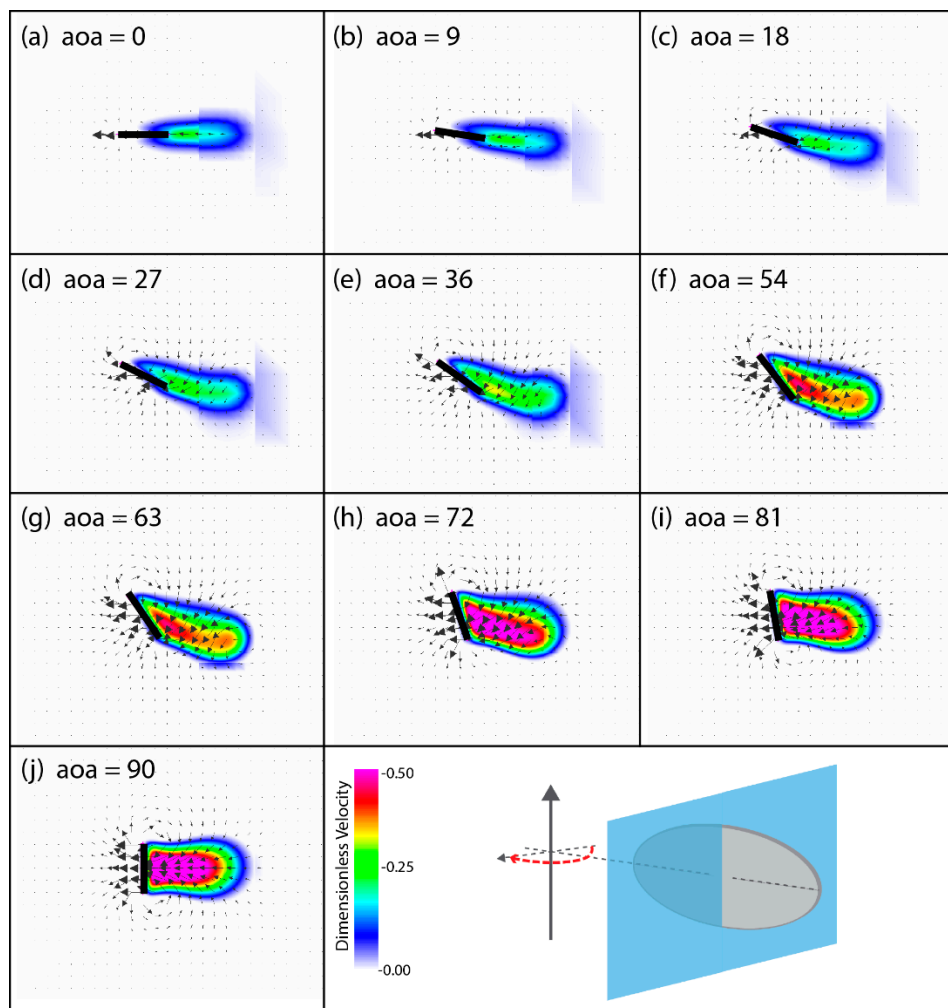 (a) aoa = 0
(b) aoa = 9
(c) aoa = 18
(d) aoa = 27
(e) aoa = 36
(f) aoa = 54
(g) aoa = 63
(h) aoa = 72
(i) aoa = 81
(j) aoa = 90
Dimensionless Velocity
-0.50
-0.25
-0.00